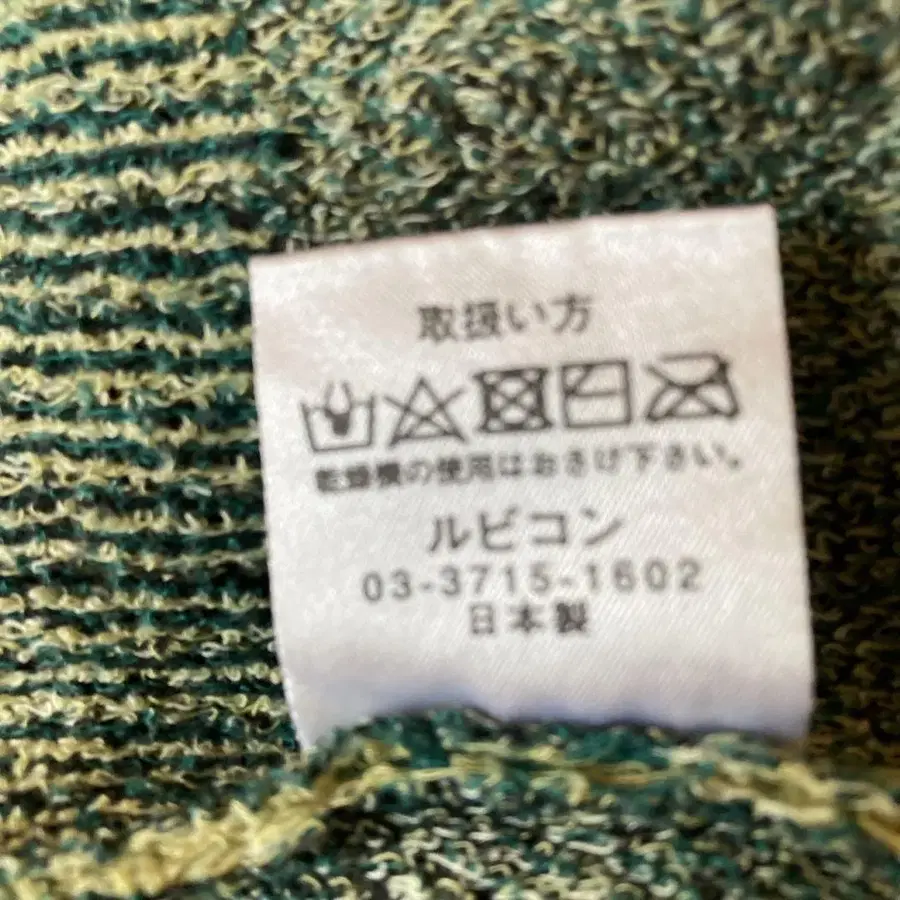 取扱い方
乾燥機の使用はおさけ下さい。
ルビコン
03-3715-1602
日本製